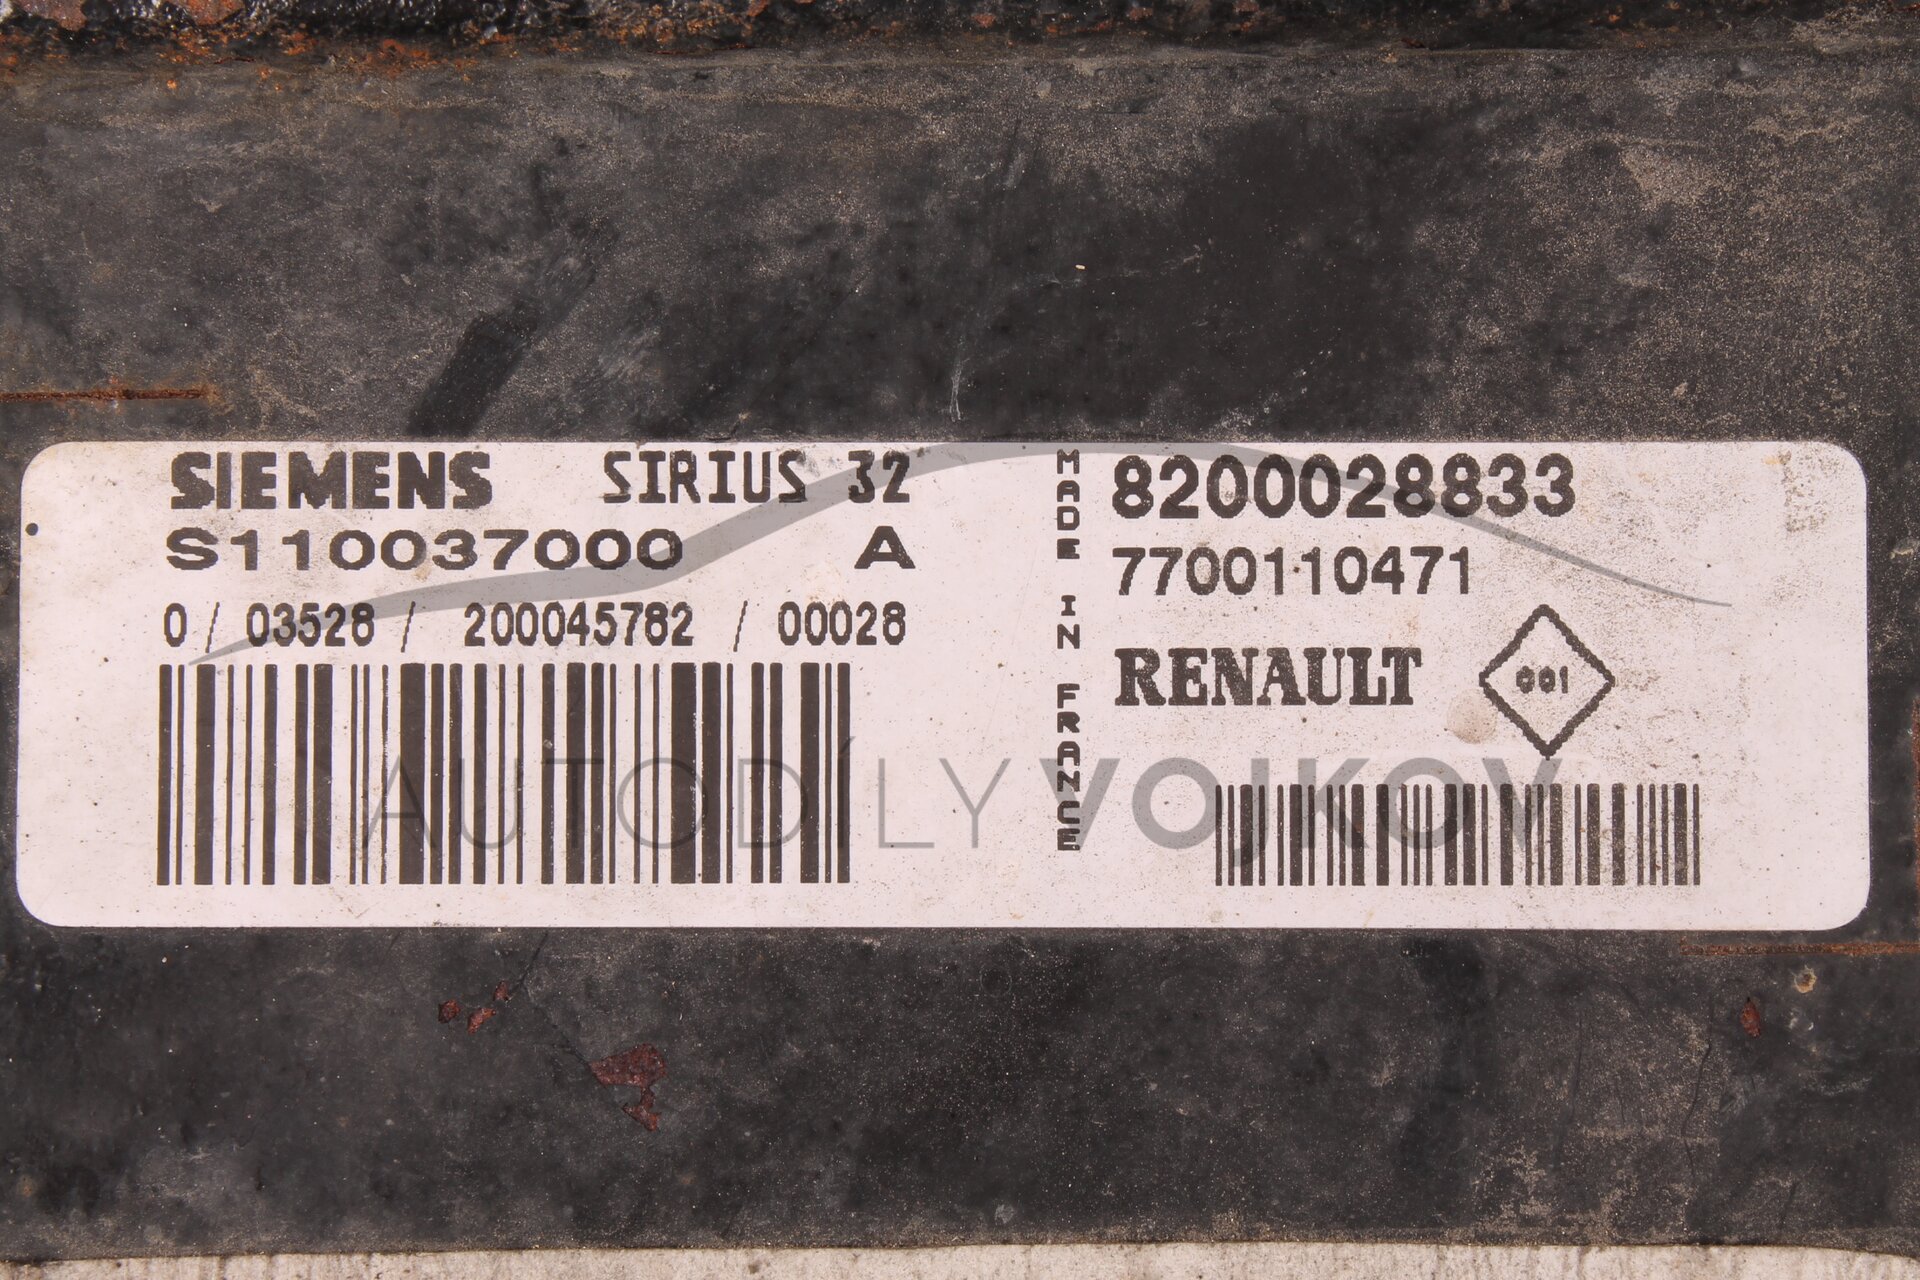 SIEMENS SIRIUS 32
S110037000 A
0 / 03528 / 200045782 / 00028
MADE IN FRANCE
8200028833
7700110471
RENAULT 001
AUTODÍLY VOJKOV